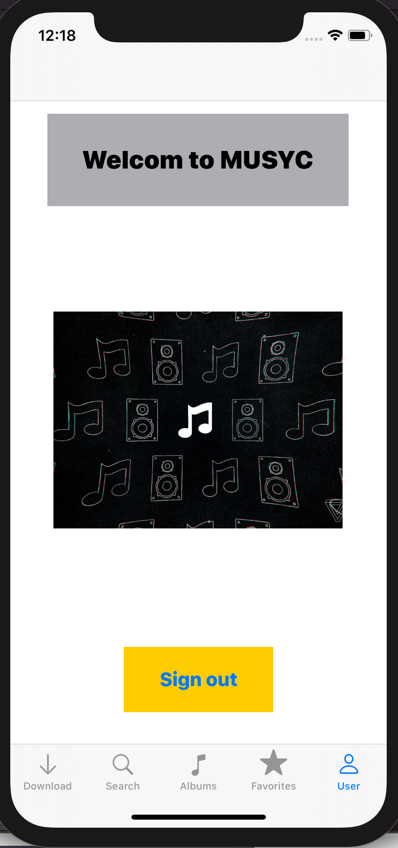 12:18
Welcom to MUSYC
Sign out
Download
Search
Albums
Favorites
User